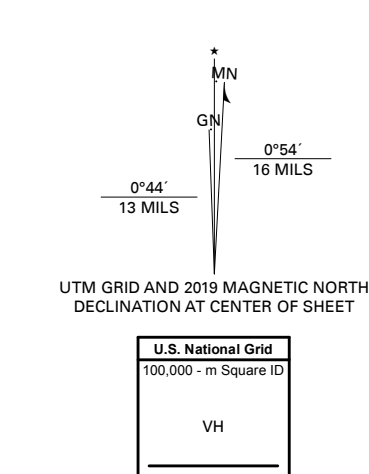 ★
MN
GN
0°54´
16 MILS
0°44´
13 MILS
UTM GRID AND 2019 MAGNETIC NORTH
DECLINATION AT CENTER OF SHEET
U.S. National Grid
100,000 - m Square ID
VH